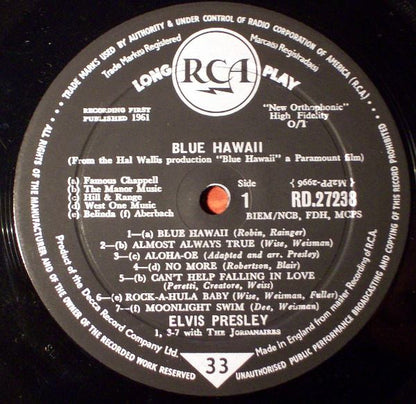 TRADE MARKS USED BY AUTHORITY & UNDER CONTROL OF RADIO CORPORATION OF AMERICA (R.C.A.)
Trade Mark(s) Registered
Marca(s) Registrada(s)
LONG RCA PLAY
RECORDING FIRST
PUBLISHED 1961
"New Orthophonic"
High Fidelity
O/T
BLUE HAWAII
(From the Hal Wallis production "Blue Hawaii" a Paramount film)
(a) Famous Chappell
(b) The Manor Music
(c) Hill & Range
(d) West One Music
(e) Belinda (f) Aberbach
Side
1
(M2PP-2996)
RD.27238
BIEM/NCB, FDH, MCPS
1—(a) BLUE HAWAII (Robin, Rainger)
2—(b) ALMOST ALWAYS TRUE (Wise, Weisman)
3—(c) ALOHA-OE (Adapted and arr. Presley)
4—(d) NO MORE (Robertson, Blair)
5—(b) CAN'T HELP FALLING IN LOVE
(Peretti, Creatore, Weiss)
6—(e) ROCK-A-HULA BABY (Wise, Weisman, Fuller)
7—(f) MOONLIGHT SWIM (Dee, Weisman)
ELVIS PRESLEY
1, 3-7 with THE JORDANAIRES
33
Product of the Decca Record Company Ltd.
Made in England from master Recording of R.C.A.
ALL RIGHTS OF THE MANUFACTURER AND OF THE OWNER OF THE RECORDED WORK RESERVED
UNAUTHORISED PUBLIC PERFORMANCE BROADCASTING AND COPYING OF THIS RECORD PROHIBITED